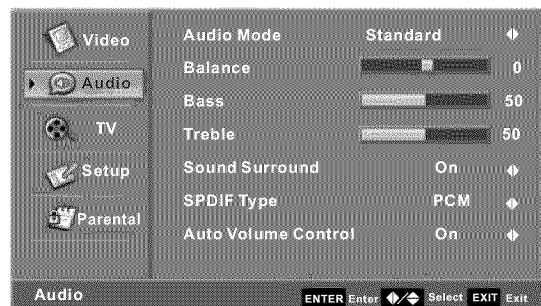 Video
Audio
TV
Setup
Parental
Audio Mode Standard
Balance 0
Bass 50
Treble 50
Sound Surround On
SPDIF Type PCM
Auto Volume Control On
Audio
ENTER Enter Select EXIT Exit